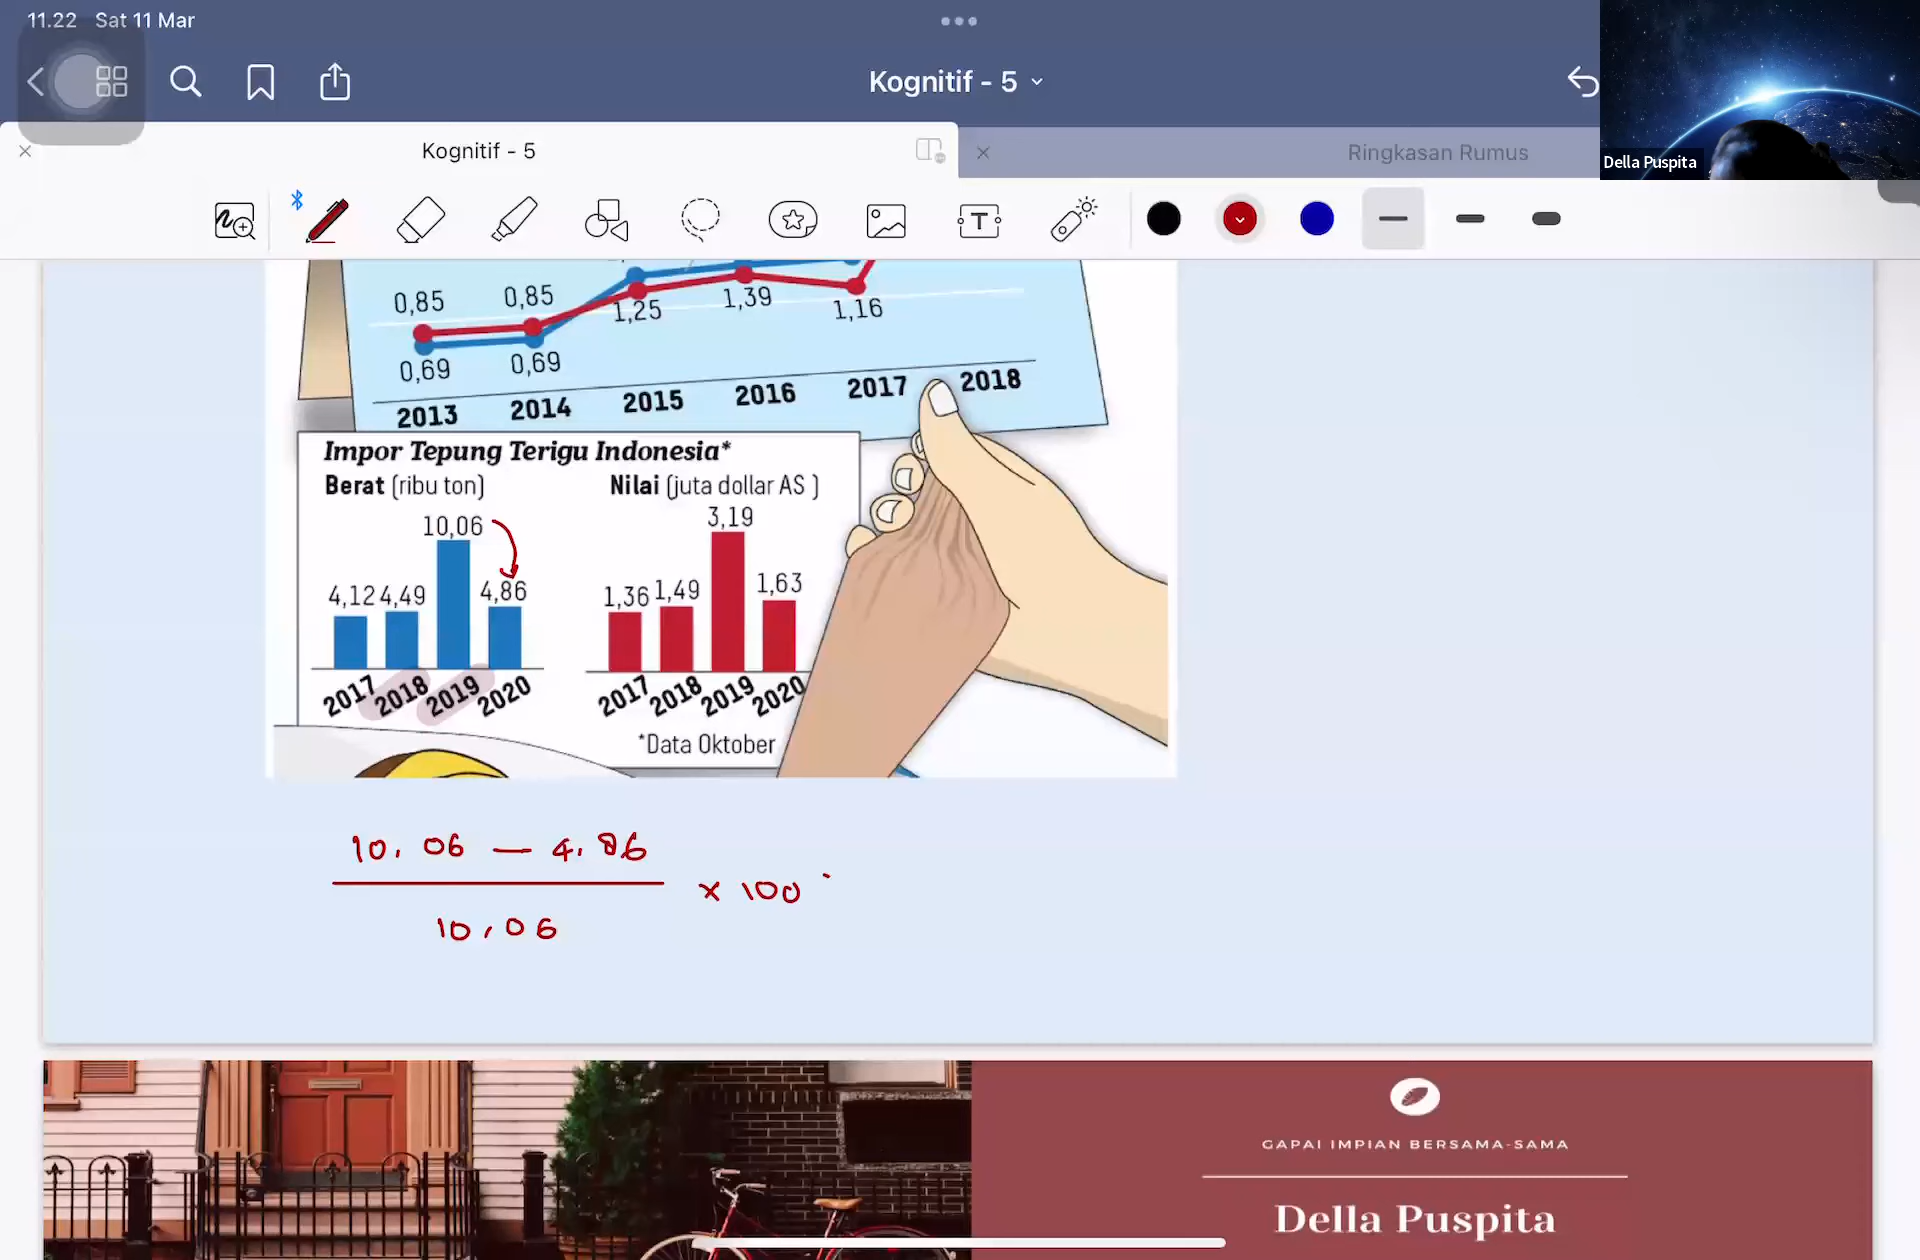 11.22 Sat 11 Mar
Kognitif - 5
Della Puspita
Kognitif - 5
Ringkasan Rumus
T
0,85 0,85 1,25 1,39 1,16
0,69 0,69
2013 2014 2015 2016 2017 2018
Impor Tepung Terigu Indonesia*
Berat (ribu ton)
Nilai (juta dollar AS )
4,12 4,49 10,06 4,86
1,36 1,49 3,19 1,63
2017 2018 2019 2020
2017 2018 2019 2020
*Data Oktober
10.06 — 4.86
10,06
x 100
GAPAI IMPIAN BERSAMA-SAMA
Della Puspita